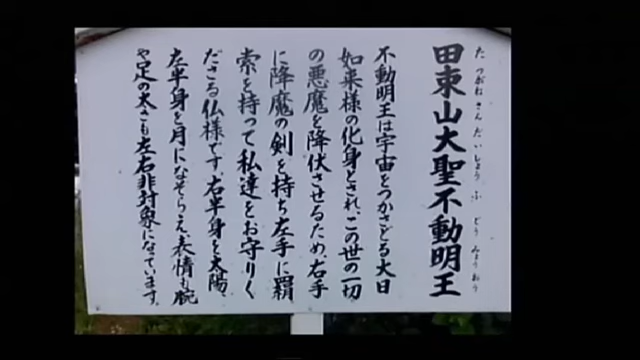 田束山大聖不動明王
たつがねさんだいしょうふどうみょうおう
不動明王は宇宙をつかさどる大日
如来様の化身とされ、この世の一切
の悪魔を降伏させるため、右手
に降魔の剣を持ち左手に羂
索を持って私達をお守りく
ださる仏様です。右半身を太陽、
左半身を月になぞらえ、表情も腕
や足の太さも左右非対象になっています。